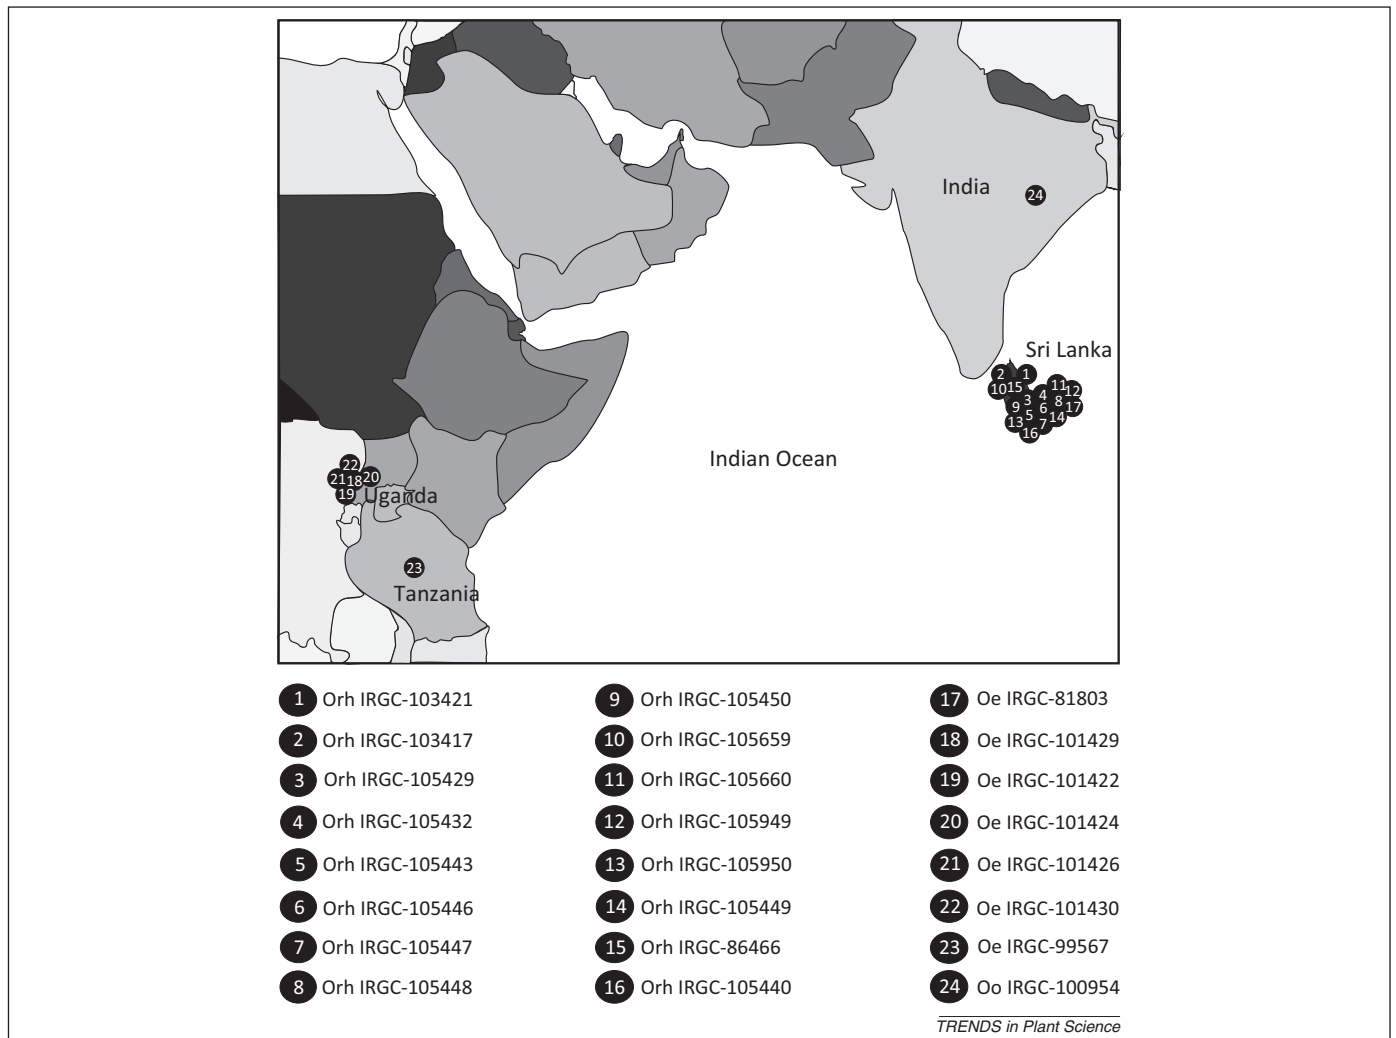 India
24
Sri Lanka
2 1
10 15 11 12
3 4 8
9 6 17
5 14
13 7
16
Indian Ocean
22
21 18 20
19 Uganda
23
Tanzania
1 Orh IRGC-103421
2 Orh IRGC-103417
3 Orh IRGC-105429
4 Orh IRGC-105432
5 Orh IRGC-105443
6 Orh IRGC-105446
7 Orh IRGC-105447
8 Orh IRGC-105448
9 Orh IRGC-105450
10 Orh IRGC-105659
11 Orh IRGC-105660
12 Orh IRGC-105949
13 Orh IRGC-105950
14 Orh IRGC-105449
15 Orh IRGC-86466
16 Orh IRGC-105440
17 Oe IRGC-81803
18 Oe IRGC-101429
19 Oe IRGC-101422
20 Oe IRGC-101424
21 Oe IRGC-101426
22 Oe IRGC-101430
23 Oe IRGC-99567
24 Oo IRGC-100954
TRENDS in Plant Science